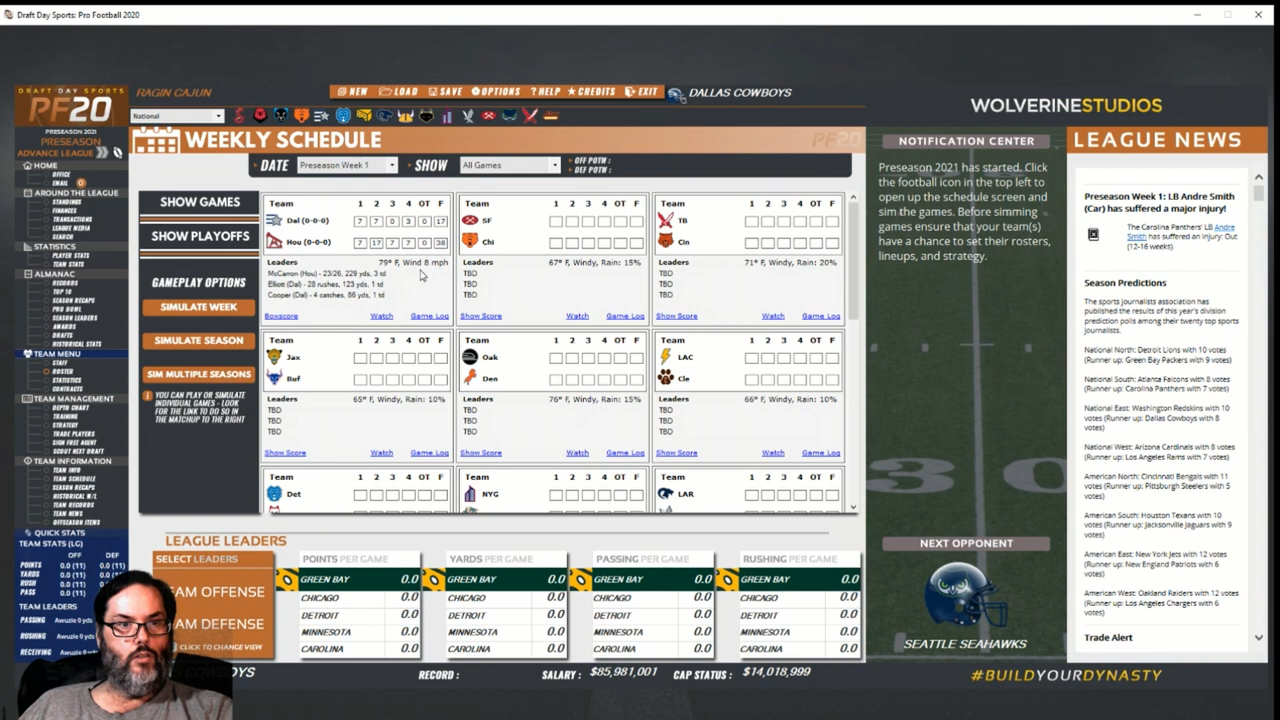 Draft Day Sports: Pro Football 2020
DRAFT DAY SPORTS
PF20
RAGIN CAJUN
NEW LOAD SAVE OPTIONS ? HELP CREDITS EXIT
DALLAS COWBOYS
National
PRESEASON 2021
PRESEASON
ADVANCE LEAGUE
HOME
OFFICE
EMAIL 0
AROUND THE LEAGUE
STANDINGS
FINANCES
TRANSACTIONS
LEAGUE MEDIA
SEARCH
STATISTICS
PLAYER STATS
TEAM STATS
ALMANAC
RECORDS
TOP 10
SEASON RECAPS
PRO BOWL
SEASON LEADERS
AWARDS
DRAFTS
HISTORICAL STATS
TEAM MENU
STAFF
ROSTER
STATISTICS
CONTRACTS
TEAM MANAGEMENT
DEPTH CHART
TRAINING
STRATEGY
TRADE PLAYERS
SIGN FREE AGENT
SCOUT NEXT DRAFT
TEAM INFORMATION
TEAM INFO
TEAM SCHEDULE
SEASON RECAPS
HISTORICAL W/L
TEAM RECORDS
TEAM NEWS
OFFSEASON ITEMS
QUICK STATS
TEAM STATS (LG)
OFF DEF
POINTS 0.0 (11) 0.0 (11)
YARDS 0.0 (11) 0.0 (11)
RUSH 0.0 (11) 0.0 (11)
PASS 0.0 (11) 0.0 (11)
TEAM LEADERS
PASSING Awuzie 0 yds
RUSHING Awuzie 0 yds
RECEIVING Awuzie 0 yds
WEEKLY SCHEDULE
PF20
DATE Preseason Week 1 SHOW All Games OFF POTW :
DEF POTW :
SHOW GAMES
SHOW PLAYOFFS
GAMEPLAY OPTIONS
SIMULATE WEEK
SIMULATE SEASON
SIM MULTIPLE SEASONS
YOU CAN PLAY OR SIMULATE
INDIVIDUAL GAMES - LOOK
FOR THE LINK TO DO SO IN
THE MATCHUP TO THE RIGHT
Team 1 2 3 4 OT F
Dal (0-0-0) 7 7 0 3 0 17
Hou (0-0-0) 7 17 7 7 0 38
Leaders 79° F, Wind 8 mph
McCarron (Hou) - 23/26, 229 yds, 3 td
Elliott (Dal) - 28 rushes, 123 yds, 1 td
Cooper (Dal) - 4 catches, 86 yds, 1 td
Boxscore Watch Game Log
Team 1 2 3 4 OT F
SF
Chi
Leaders 67° F, Windy, Rain: 15%
TBD
TBD
TBD
Show Score Watch Game Log
Team 1 2 3 4 OT F
TB
Cin
Leaders 71° F, Windy, Rain: 20%
TBD
TBD
TBD
Show Score Watch Game Log
Team 1 2 3 4 OT F
Jax
Buf
Leaders 65° F, Windy, Rain: 10%
TBD
TBD
TBD
Show Score Watch Game Log
Team 1 2 3 4 OT F
Oak
Den
Leaders 76° F, Windy, Rain: 15%
TBD
TBD
TBD
Show Score Watch Game Log
Team 1 2 3 4 OT F
LAC
Cle
Leaders 66° F, Windy, Rain: 10%
TBD
TBD
TBD
Show Score Watch Game Log
Team 1 2 3 4 OT F
Det
Team 1 2 3 4 OT F
NYG
Team 1 2 3 4 OT F
LAR
LEAGUE LEADERS
SELECT LEADERS
EAM OFFENSE
EAM DEFENSE
CLICK TO CHANGE VIEW
POINTS PER GAME
GREEN BAY 0.0
CHICAGO 0.0
DETROIT 0.0
MINNESOTA 0.0
CAROLINA 0.0
YARDS PER GAME
GREEN BAY 0.0
CHICAGO 0.0
DETROIT 0.0
MINNESOTA 0.0
CAROLINA 0.0
PASSING PER GAME
GREEN BAY 0.0
CHICAGO 0.0
DETROIT 0.0
MINNESOTA 0.0
CAROLINA 0.0
RUSHING PER GAME
GREEN BAY 0.0
CHICAGO 0.0
DETROIT 0.0
MINNESOTA 0.0
CAROLINA 0.0
COWBOYS RECORD : SALARY : $85,981,001 CAP STATUS : $14,018,999
WOLVERINESTUDIOS
NOTIFICATION CENTER
Preseason 2021 has started. Click
the football icon in the top left to
open up the schedule screen and
sim the games. Before simming
games ensure that your team(s)
have a chance to set their rosters,
lineups, and strategy.
3 0
NEXT OPPONENT
SEATTLE SEAHAWKS
LEAGUE NEWS
Preseason Week 1: LB Andre Smith
(Car) has suffered a major injury!
The Carolina Panthers' LB Andre
Smith has suffered an injury: Out
(12-16 weeks).
Season Predictions
The sports journalists association has
published the results of this year's division
prediction polls among their twenty top sports
journalists.
National North: Detroit Lions with 10
votes (Runner up: Green Bay Packers with 9
votes)
National South: Atlanta Falcons with 8
votes (Runner up: Carolina Panthers with 7
votes)
National East: Washington Redskins with 10
votes (Runner up: Dallas Cowboys with 8
votes)
National West: Arizona Cardinals with 8 votes
(Runner up: Los Angeles Rams with 7 votes)
American North: Cincinnati Bengals with 11
votes (Runner up: Pittsburgh Steelers with 5
votes)
American South: Houston Texans with 10
votes (Runner up: Jacksonville Jaguars with 9
votes)
American East: New York Jets with 12 votes
(Runner up: New England Patriots with 6
votes)
American West: Oakland Raiders with 12 votes
(Runner up: Los Angeles Chargers with 6
votes)
Trade Alert
#BUILDYOURDYNASTY